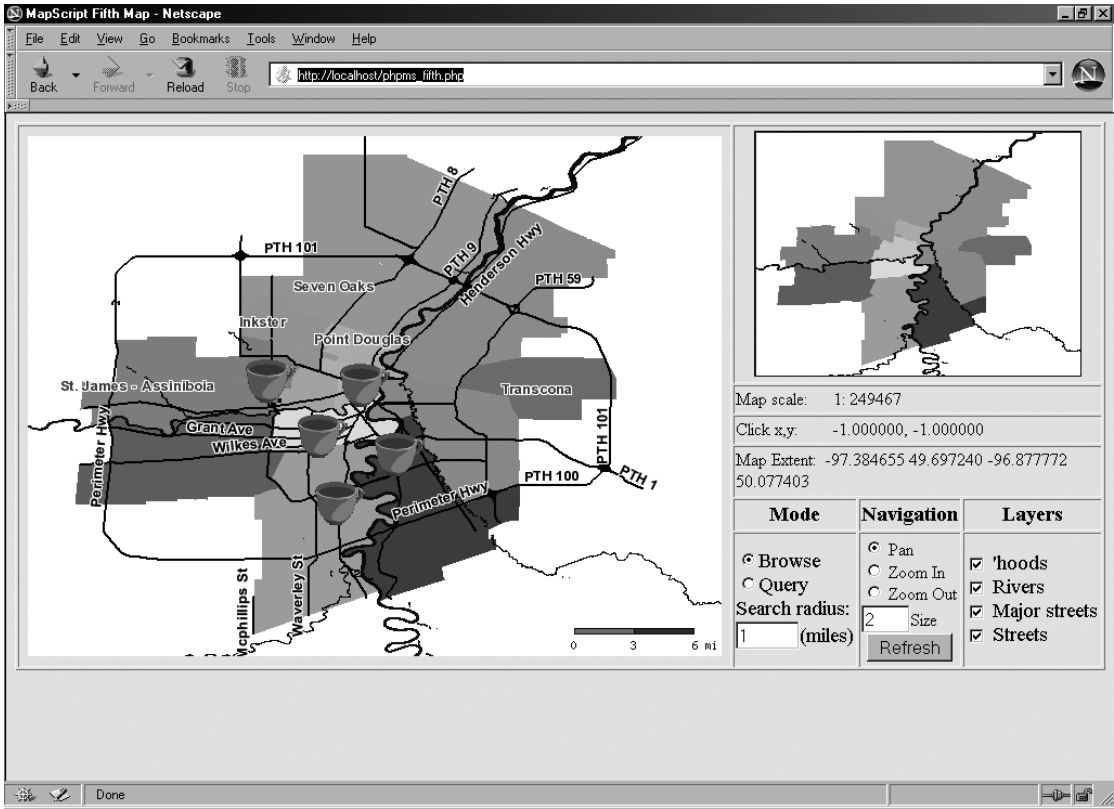 MapScript Fifth Map - Netscape
File Edit View Go Bookmarks Tools Window Help
Back Forward Reload Stop
http://localhost/phpms_fifth.php
N
PTH 8
PTH 101
PTH 9
Henderson Hwy
PTH 59
Seven Oaks
Inkster
Point Douglas
St. James - Assiniboia
Transcona
Grant Ave
Wilkes Ave
Perimeter Hwy
PTH 101
PTH 100
PTH 1
Perimeter Hwy
Mcphillips St
Waverley St
0 3 6 mi
Map scale: 1: 249467
Click x,y: -1.000000, -1.000000
Map Extent: -97.384655 49.697240 -96.877772
50.077403
Mode Navigation Layers
Browse
Query
Search radius:
1 (miles)
Pan
Zoom In
Zoom Out
2 Size
Refresh
'hoods
Rivers
Major streets
Streets
Done